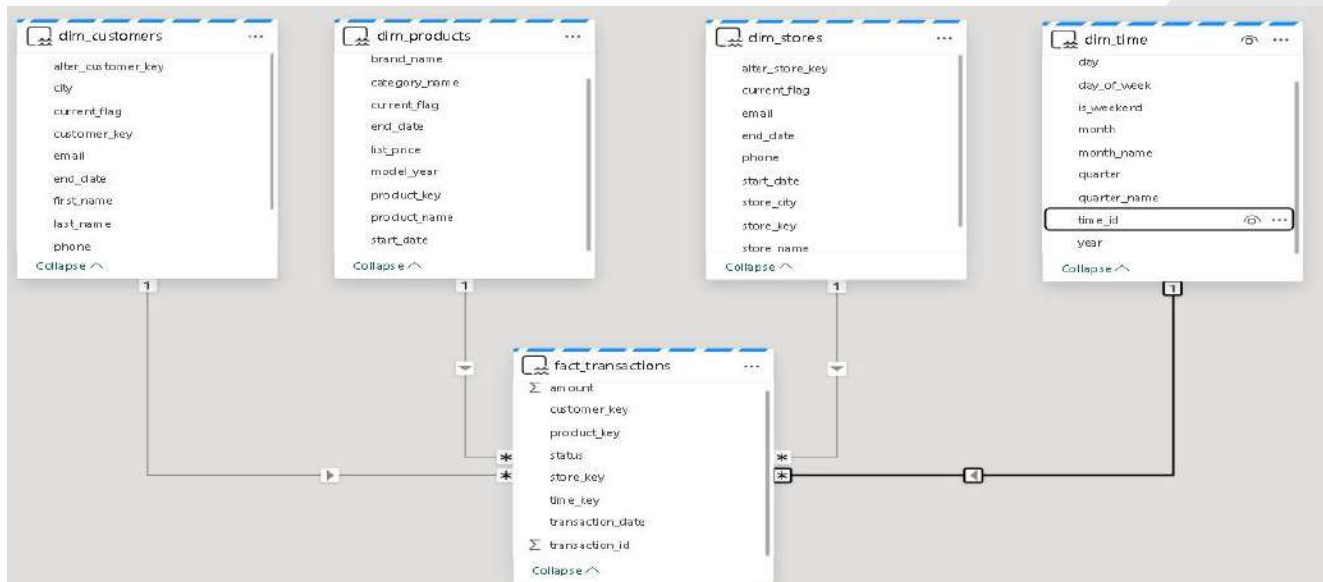 dim_customers
alter_customer_key
city
current_flag
customer_key
email
end_date
first_name
last_name
phone
Collapse
1
dim_products
brand_name
category_name
current_flag
end_date
list_price
model_year
product_key
product_name
start_date
Collapse
1
dim_stores
alter_store_key
current_flag
email
end_date
phone
start_date
store_city
store_key
store_name
Collapse
1
dim_time
day
day_of_week
is_weekend
month
month_name
quarter
quarter_name
time_id
year
Collapse
1
fact_transactions
Σ amount
customer_key
product_key
status
store_key
time_key
transaction_date
Σ transaction_id
Collapse
*
*
*
*